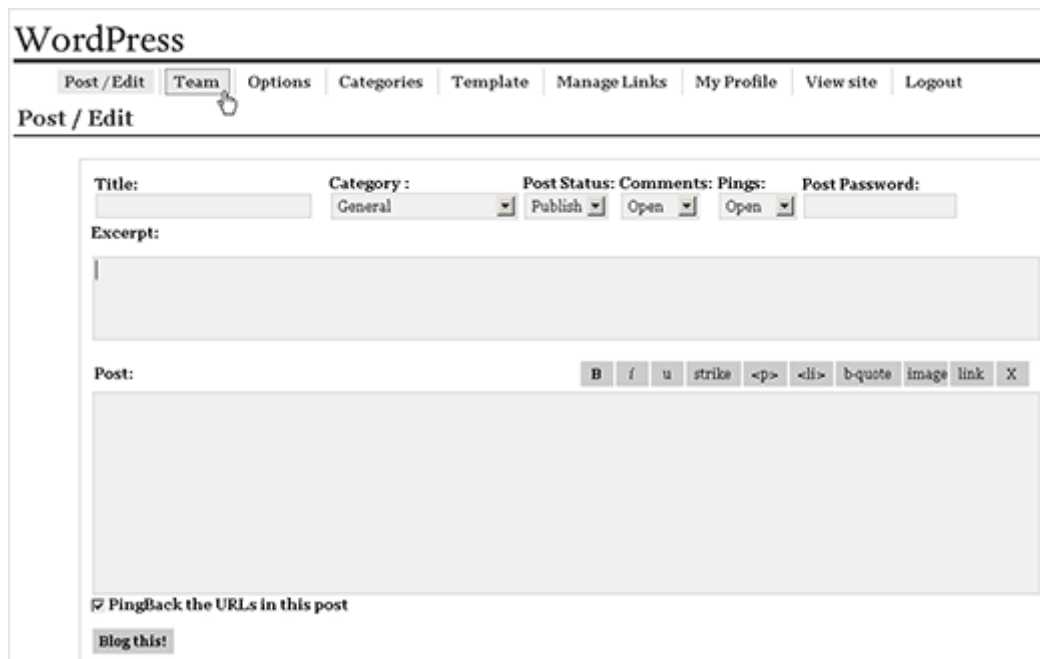 WordPress
Post / Edit Team Options Categories Template Manage Links My Profile View site Logout
Post / Edit
Title: Category : Post Status: Comments: Pings: Post Password:
General Publish Open Open
Excerpt:
Post: B i u strike <p> <li> b-quote image link X
PingBack the URLs in this post
Blog this!